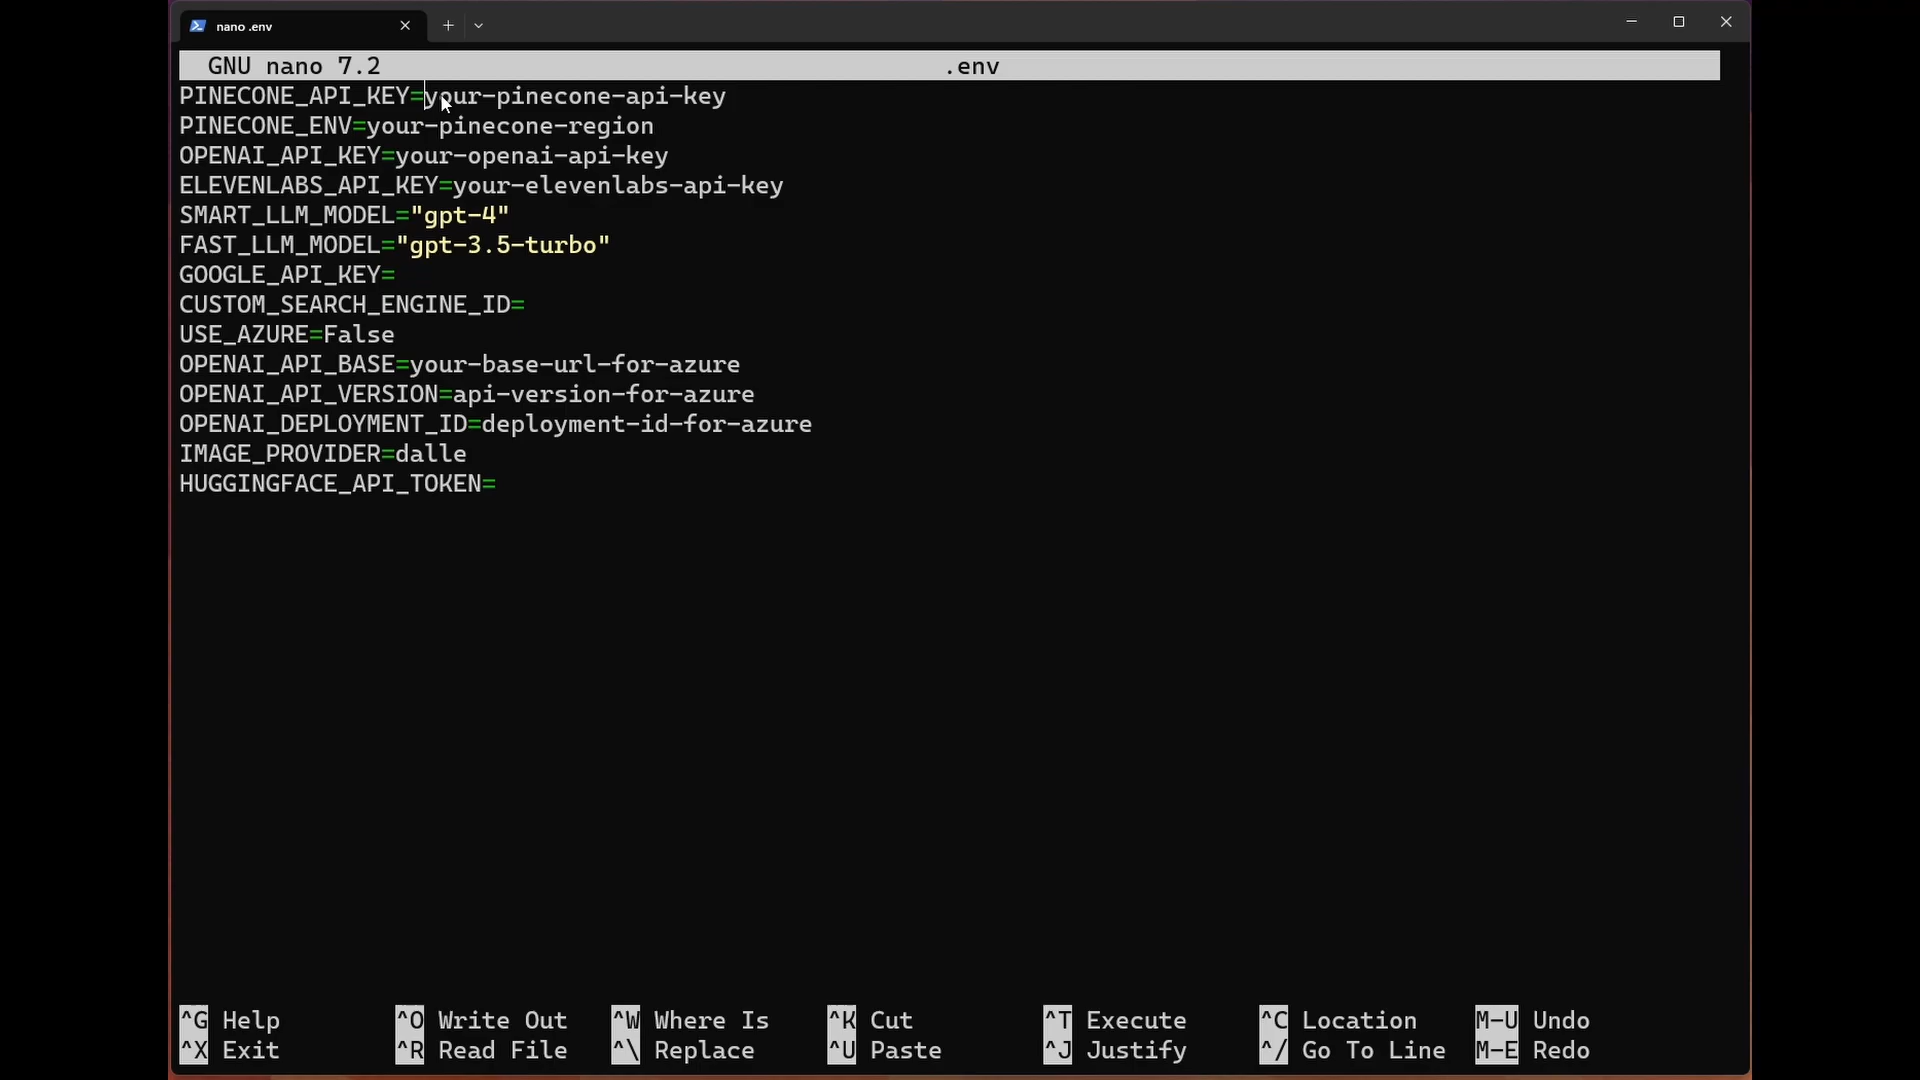 nano .env
GNU nano 7.2 .env
PINECONE_API_KEY=your-pinecone-api-key
PINECONE_ENV=your-pinecone-region
OPENAI_API_KEY=your-openai-api-key
ELEVENLABS_API_KEY=your-elevenlabs-api-key
SMART_LLM_MODEL="gpt-4"
FAST_LLM_MODEL="gpt-3.5-turbo"
GOOGLE_API_KEY=
CUSTOM_SEARCH_ENGINE_ID=
USE_AZURE=False
OPENAI_API_BASE=your-base-url-for-azure
OPENAI_API_VERSION=api-version-for-azure
OPENAI_DEPLOYMENT_ID=deployment-id-for-azure
IMAGE_PROVIDER=dalle
HUGGINGFACE_API_TOKEN=
^G Help ^O Write Out ^W Where Is ^K Cut ^T Execute ^C Location M-U Undo
^X Exit ^R Read File ^\ Replace ^U Paste ^J Justify ^/ Go To Line M-E Redo